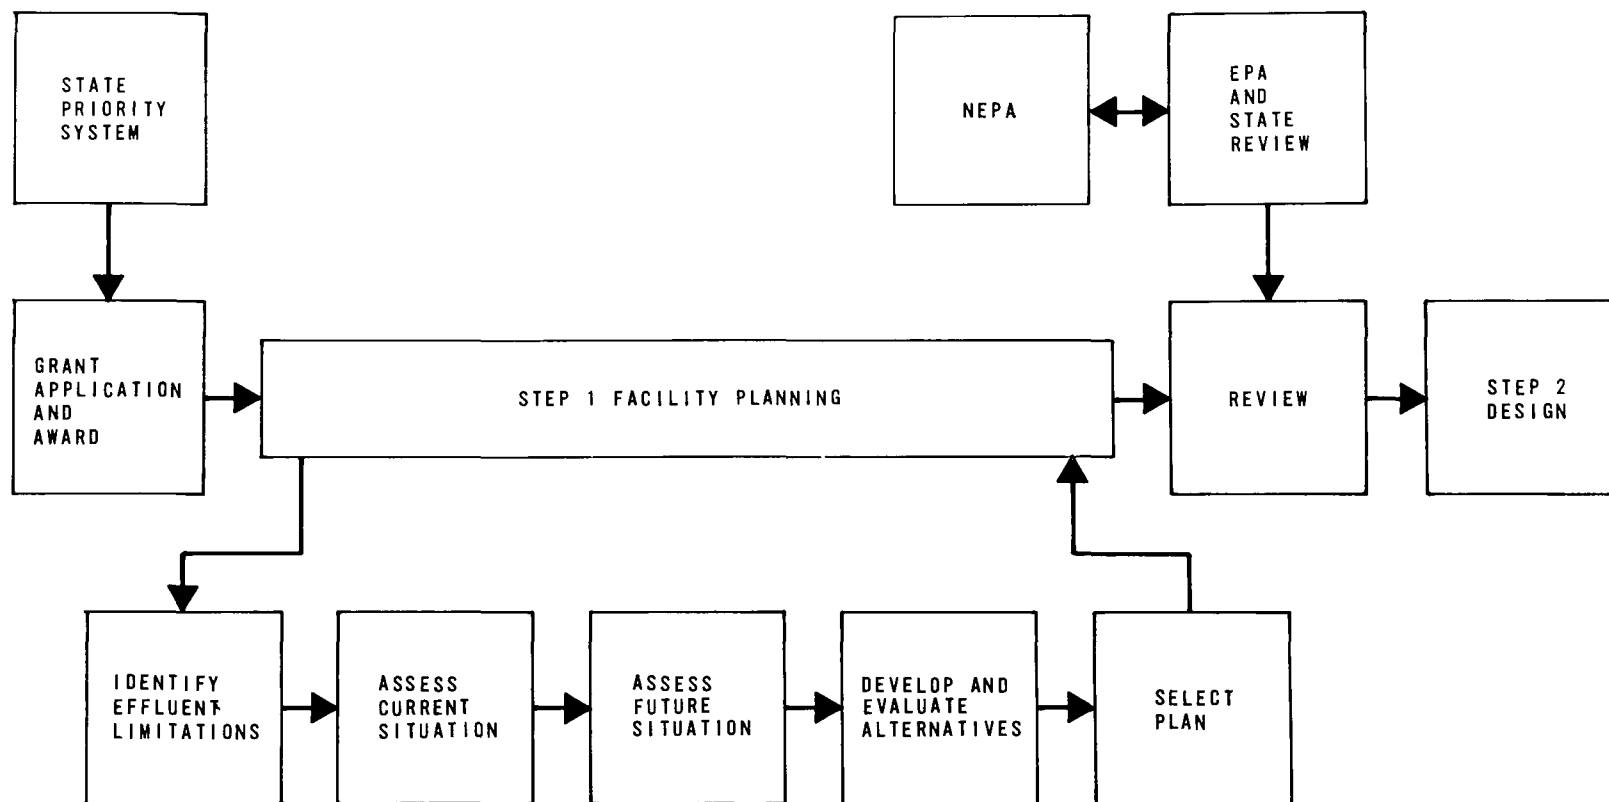 STATE
PRIORITY
SYSTEM
NEPA
EPA
AND
STATE
REVIEW
GRANT
APPLICATION
AND
AWARD
STEP 1 FACILITY PLANNING
REVIEW
STEP 2
DESIGN
IDENTIFY
EFFLUENT
LIMITATIONS
ASSESS
CURRENT
SITUATION
ASSESS
FUTURE
SITUATION
DEVELOP AND
EVALUATE
ALTERNATIVES
SELECT
PLAN